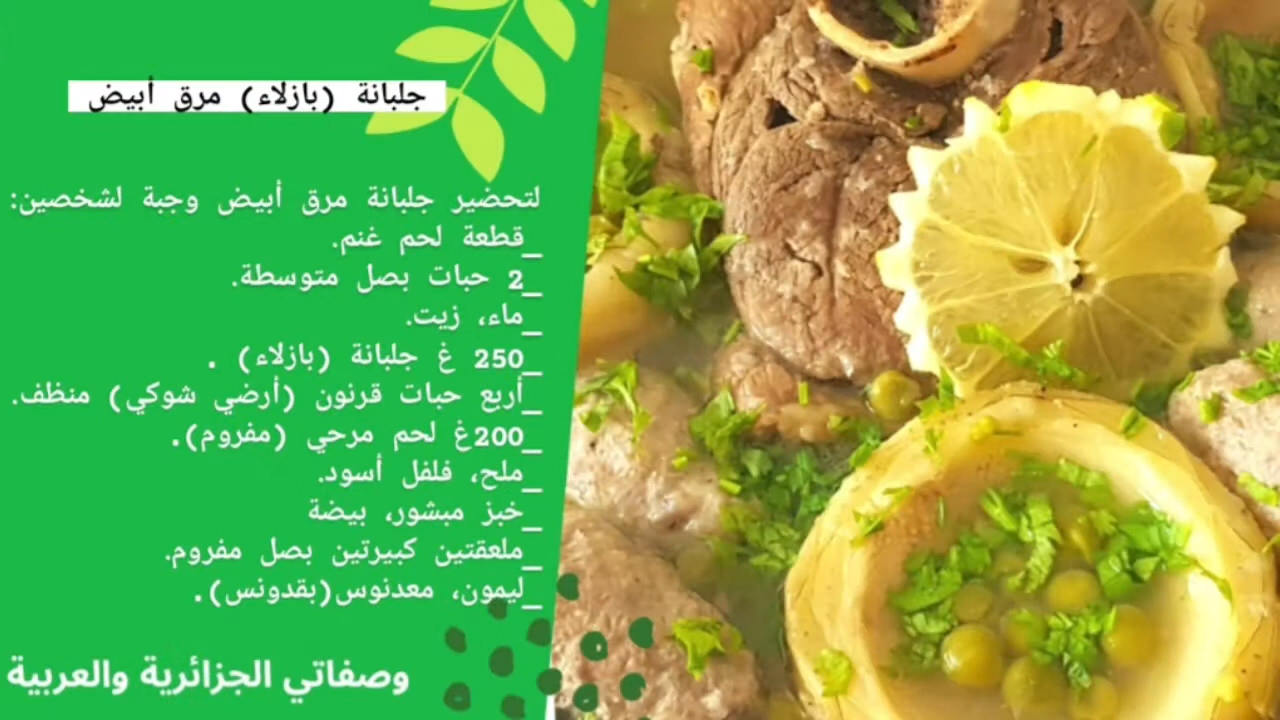 جلبانة (بازلاء) مرق أبيض
لتحضير جلبانة مرق أبيض وجبة لشخصين:
_قطعة لحم غنم.
_2 حبات بصل متوسطة.
_ماء، زيت.
_250 غ جلبانة (بازلاء) .
_أربع حبات قرنون (أرضي شوكي) منظف.
_200غ لحم مرحي (مفروم).
_ملح، فلفل أسود.
_خبز مبشور، بيضة
_ملعقتين كبيرتين بصل مفروم.
_ليمون، معدنوس(بقدونس).
وصفاتي الجزائرية والعربية